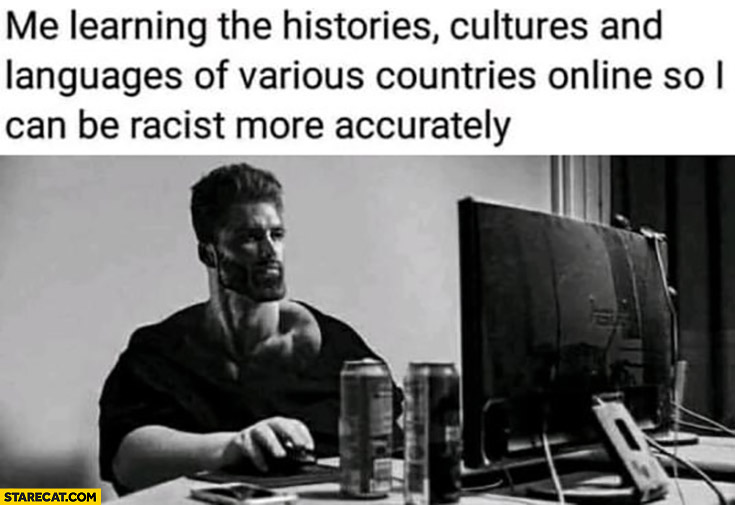 Me learning the histories, cultures and
languages of various countries online so I
can be racist more accurately
STARECAT.COM